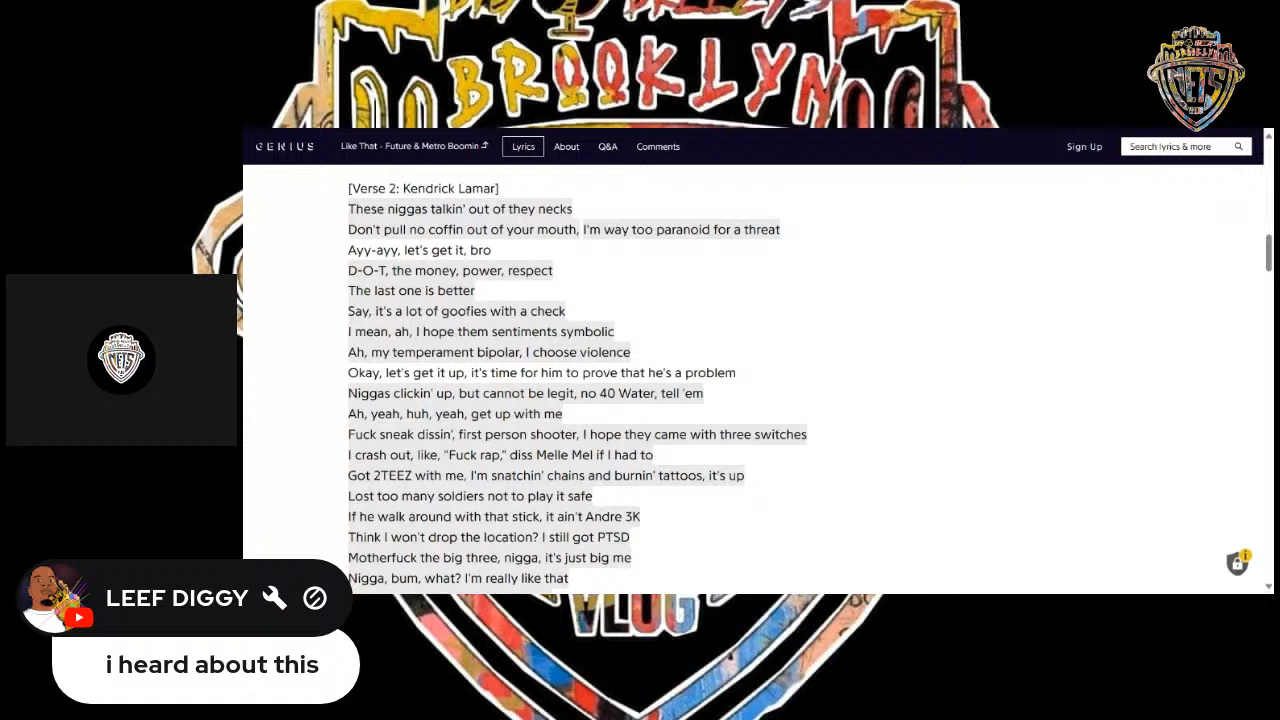 BIG BREEZY'S
BROOKLYN
NETS
GENIUS
Like That - Future & Metro Boomin
Lyrics
About
Q&A
Comments
Sign Up
Search lyrics & more
[Verse 2: Kendrick Lamar]
These niggas talkin' out of they necks
Don't pull no coffin out of your mouth, I'm way too paranoid for a threat
Ayy-ayy, let's get it, bro
D-O-T, the money, power, respect
The last one is better
Say, it's a lot of goofies with a check
I mean, ah, I hope them sentiments symbolic
Ah, my temperament bipolar, I choose violence
Okay, let's get it up, it's time for him to prove that he's a problem
Niggas clickin' up, but cannot be legit, no 40 Water, tell 'em
Ah, yeah, huh, yeah, get up with me
Fuck sneak dissin', first person shooter, I hope they came with three switches
I crash out, like, "Fuck rap," diss Melle Mel if I had to
Got 2TEEZ with me, I'm snatchin' chains and burnin' tattoos, it's up
Lost too many soldiers not to play it safe
If he walk around with that stick, it ain't Andre 3K
Think I won't drop the location? I still got PTSD
Motherfuck the big three, nigga, it's just big me
Nigga, bum, what? I'm really like that
NETS
VLOG
LEEF DIGGY
i heard about this